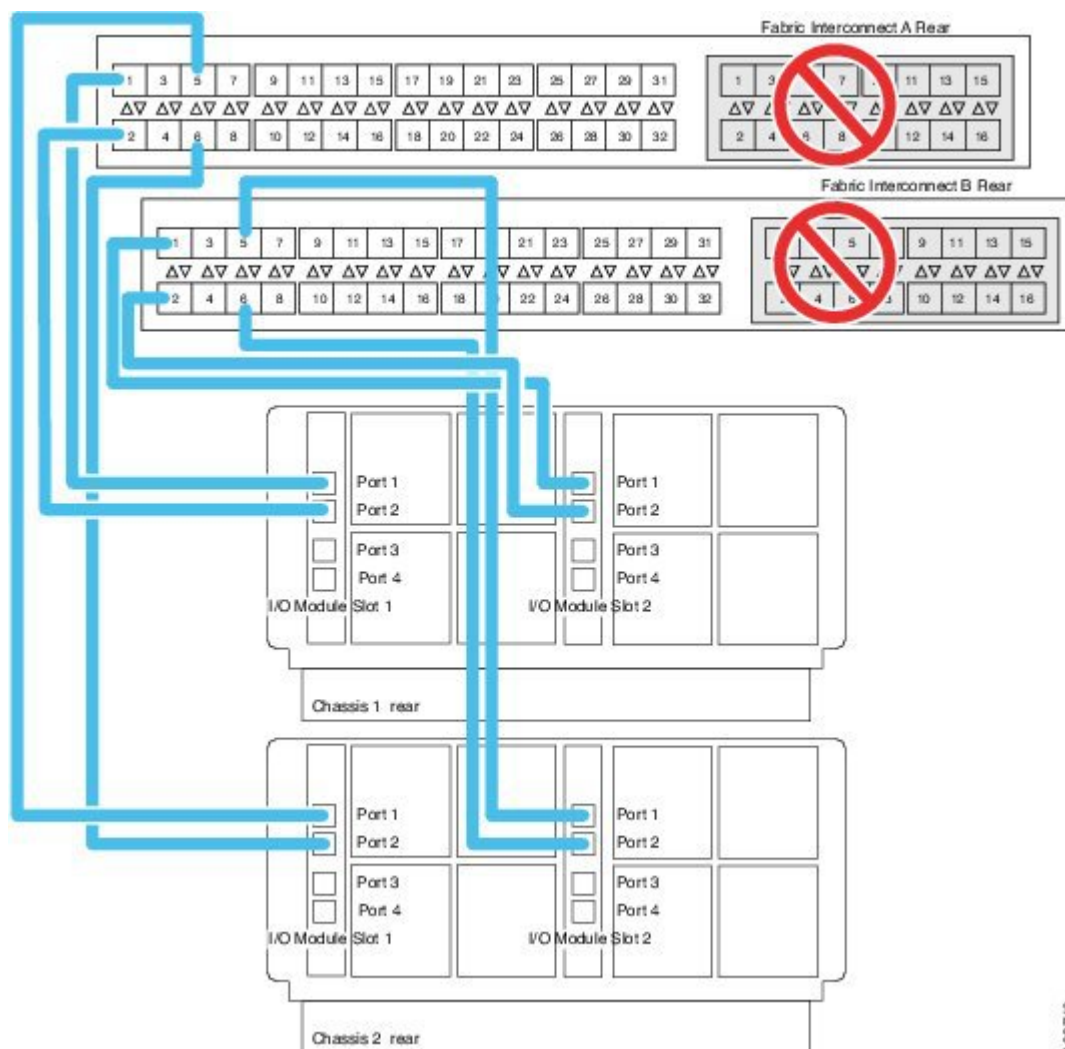 Fabric Interconnect A Rear
1 3 5 7 9 11 13 15 17 19 21 23 25 27 29 31
1 3 7 11 13 15
2 4 6 8 10 12 14 16 18 20 22 24 26 28 30 32
2 4 6 8 12 14 16
Fabric Interconnect B Rear
1 3 5 7 9 11 13 15 17 21 23 25 27 29 31
5 9 11 13 15
2 4 6 8 10 12 14 16 18 22 24 26 28 30 32
4 6 10 12 14 16
Port 1 Port 1
Port 2 Port 2
Port 3 Port 3
Port 4 Port 4
I/O Module Slot 1 I/O Module Slot 2
Chassis 1 rear
Port 1 Port 1
Port 2 Port 2
Port 3 Port 3
Port 4 Port 4
I/O Module Slot 1 I/O Module Slot 2
Chassis 2 rear